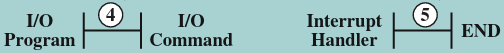 I/O Program 4 I/O Command
Interrupt Handler 5 END